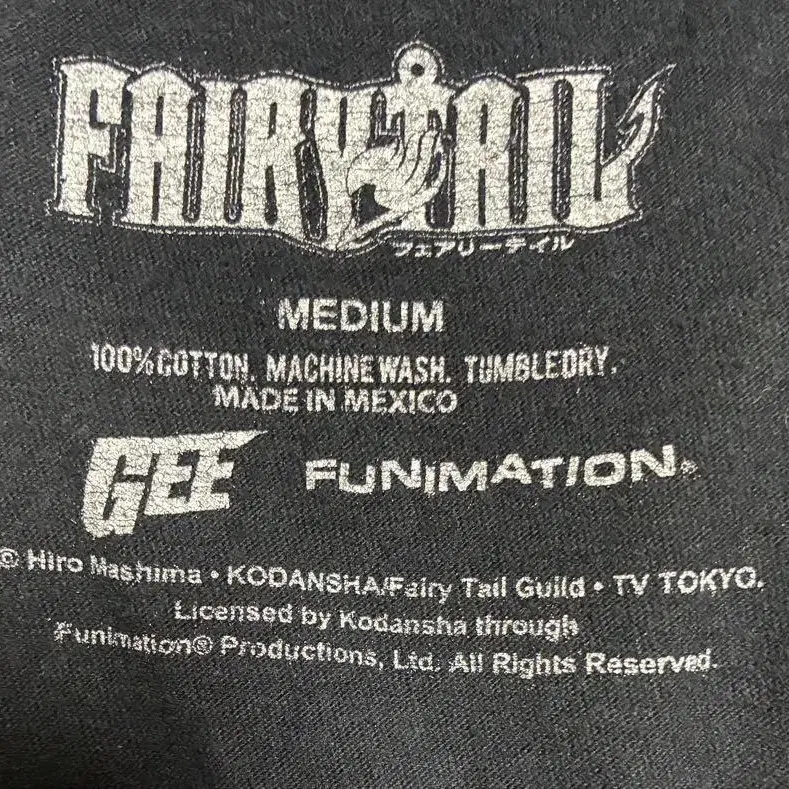 FAIRY TAIL
フェアリーテイル
MEDIUM
100% COTTON. MACHINE WASH. TUMBLE DRY.
MADE IN MEXICO
GEE FUNIMATION®
© Hiro Mashima • KODANSHA/Fairy Tail Guild • TV TOKYO.
Licensed by Kodansha through
Funimation® Productions, Ltd. All Rights Reserved.